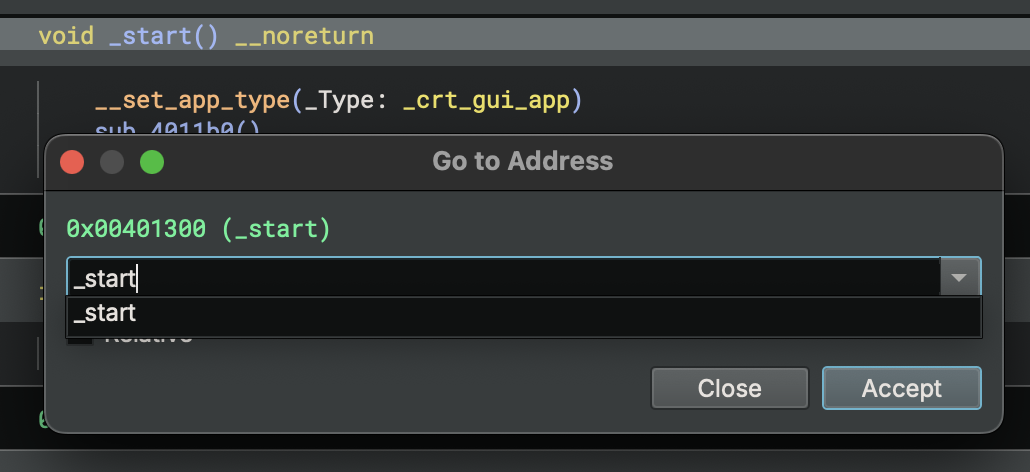 void _start() __noreturn
__set_app_type(_Type: _crt_gui_app)
sub_4011b0()
Go to Address
0x00401300 (_start)
_start
_start
Relative
Close
Accept